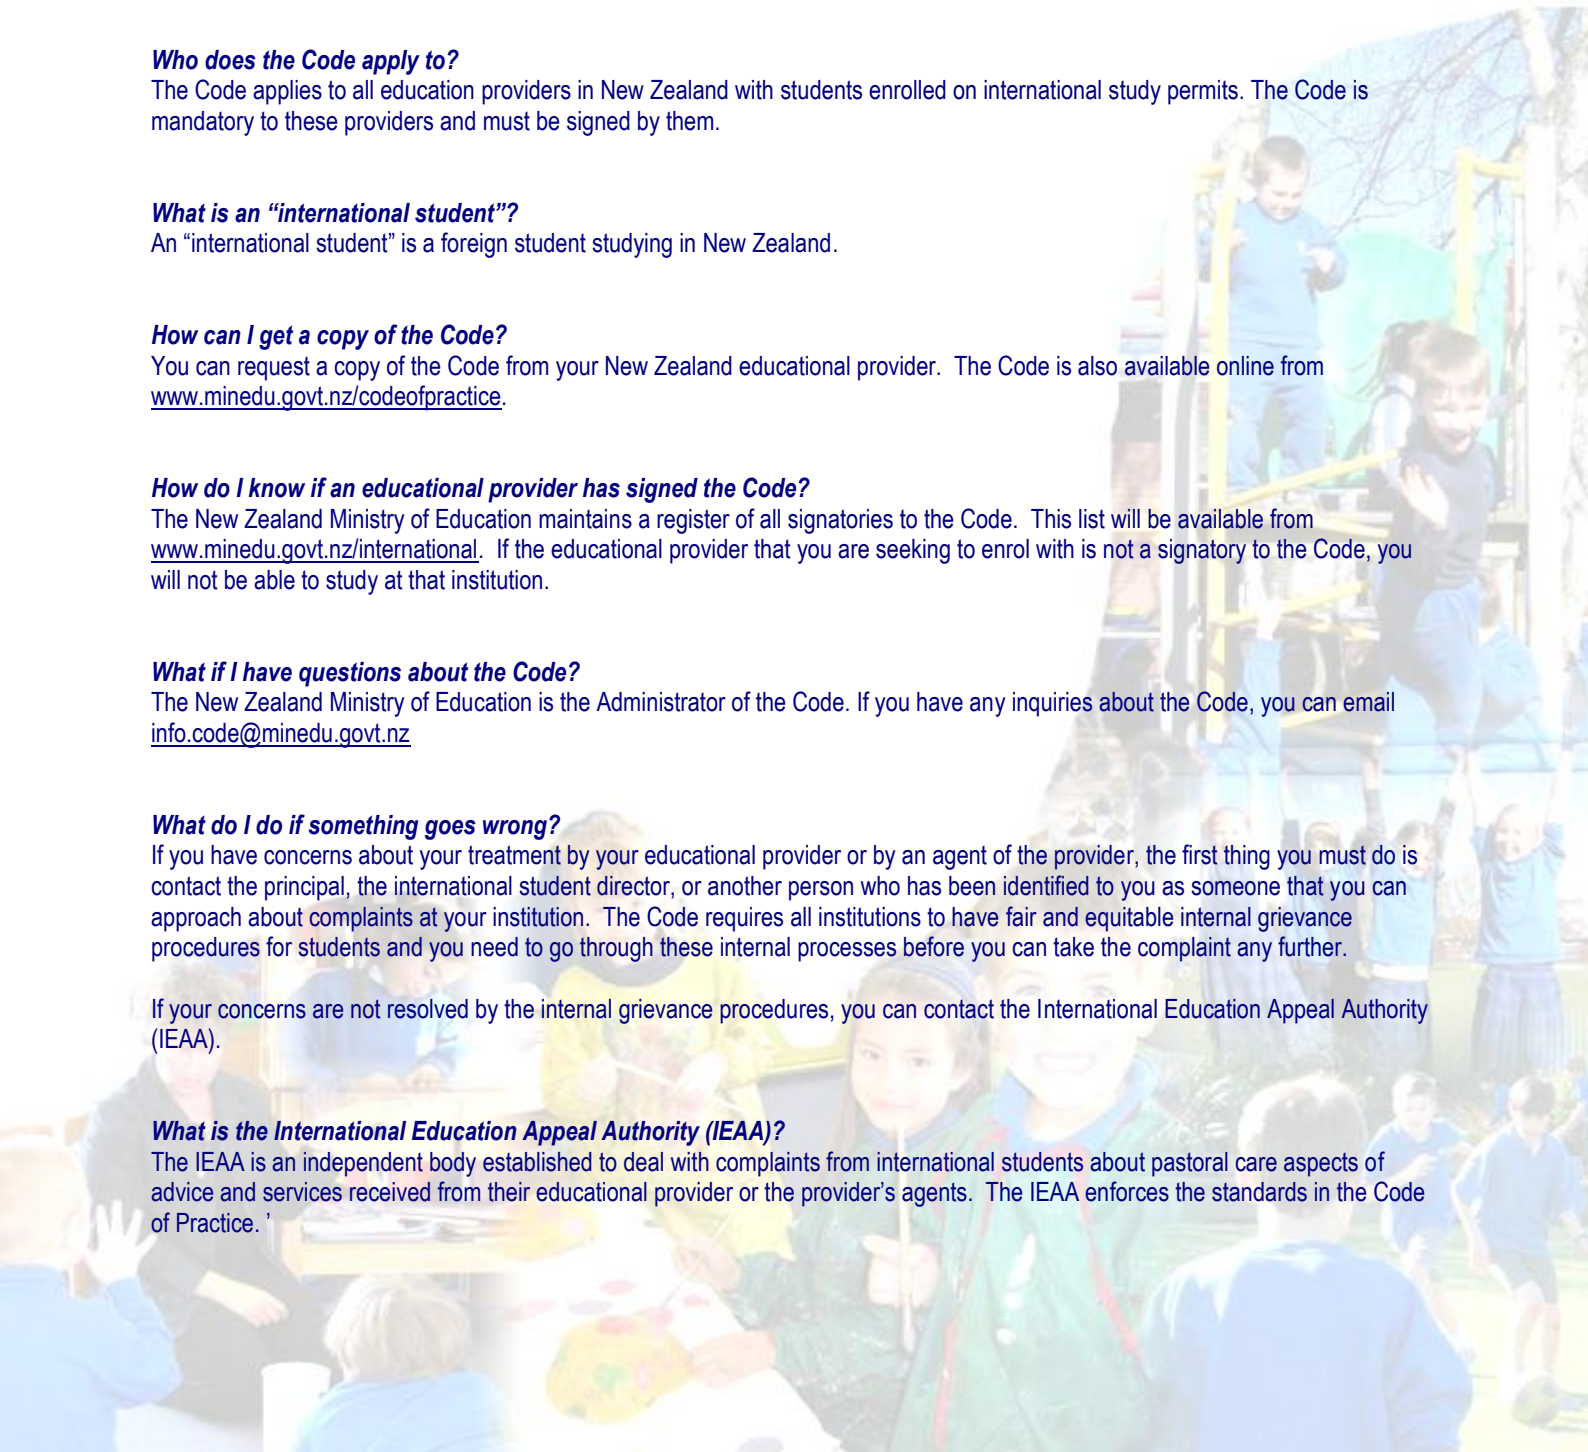 Who does the Code apply to?
The Code applies to all education providers in New Zealand with students enrolled on international study permits. The Code is
mandatory to these providers and must be signed by them.
What is an “international student”?
An “international student” is a foreign student studying in New Zealand.
How can I get a copy of the Code?
You can request a copy of the Code from your New Zealand educational provider.  The Code is also available online from
www.minedu.govt.nz/codeofpractice.
How do I know if an educational provider has signed the Code?
The New Zealand Ministry of Education maintains a register of all signatories to the Code.  This list will be available from
www.minedu.govt.nz/international.  If the educational provider that you are seeking to enrol with is not a signatory to the Code, you
will not be able to study at that institution.
What if I have questions about the Code?
The New Zealand Ministry of Education is the Administrator of the Code. If you have any inquiries about the Code, you can email
info.code@minedu.govt.nz
What do I do if something goes wrong?
If you have concerns about your treatment by your educational provider or by an agent of the provider, the first thing you must do is
contact the principal, the international student director, or another person who has been identified to you as someone that you can
approach about complaints at your institution.  The Code requires all institutions to have fair and equitable internal grievance
procedures for students and you need to go through these internal processes before you can take the complaint any further.
If your concerns are not resolved by the internal grievance procedures, you can contact the International Education Appeal Authority
(IEAA).
What is the International Education Appeal Authority (IEAA)?
The IEAA is an independent body established to deal with complaints from international students about pastoral care aspects of
advice and services received from their educational provider or the provider’s agents.  The IEAA enforces the standards in the Code
of Practice. ’